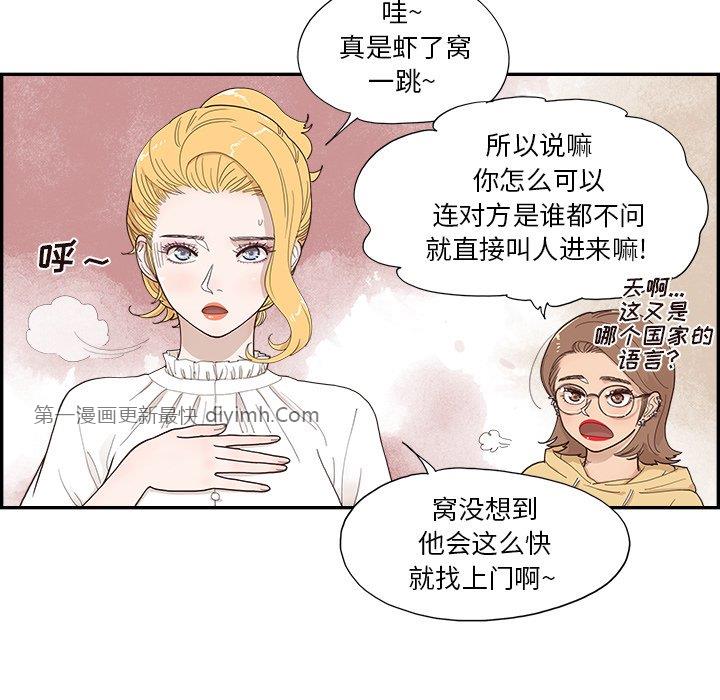 哇~
真是虾了窝
一跳~
所以说嘛
你怎么可以
连对方是谁都不问
就直接叫人进来嘛!
呼~
天啊...
这又是
哪个国家的
语言?
第一漫画更新最快 diyimh.Com
窝没想到
他会这么快
就找上门啊~